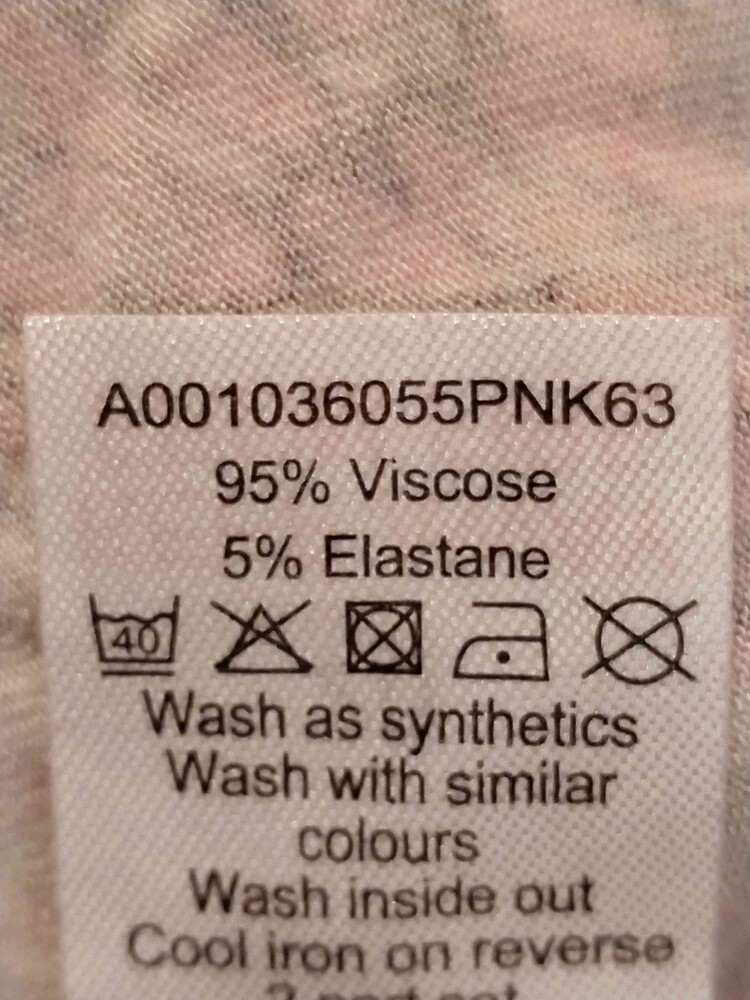 A001036055PNK63
95% Viscose
5% Elastane
40
Wash as synthetics
Wash with similar
colours
Wash inside out
Cool iron on reverse